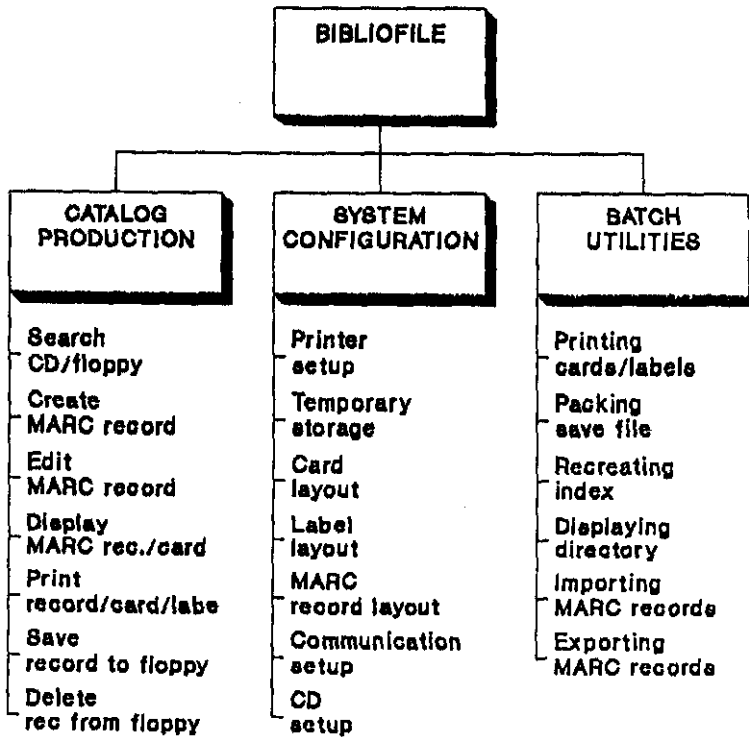 BIBLIOFILE
CATALOG
PRODUCTION
Search
CD/floppy
Create
MARC record
Edit
MARC record
Display
MARC rec./card
Print
record/card/labe
Save
record to floppy
Delete
rec from floppy
SYSTEM
CONFIGURATION
Printer
setup
Temporary
storage
Card
layout
Label
layout
MARC
record layout
Communication
setup
CD
setup
BATCH
UTILITIES
Printing
cards/labels
Packing
save file
Recreating
index
Displaying
directory
Importing
MARC records
Exporting
MARC records